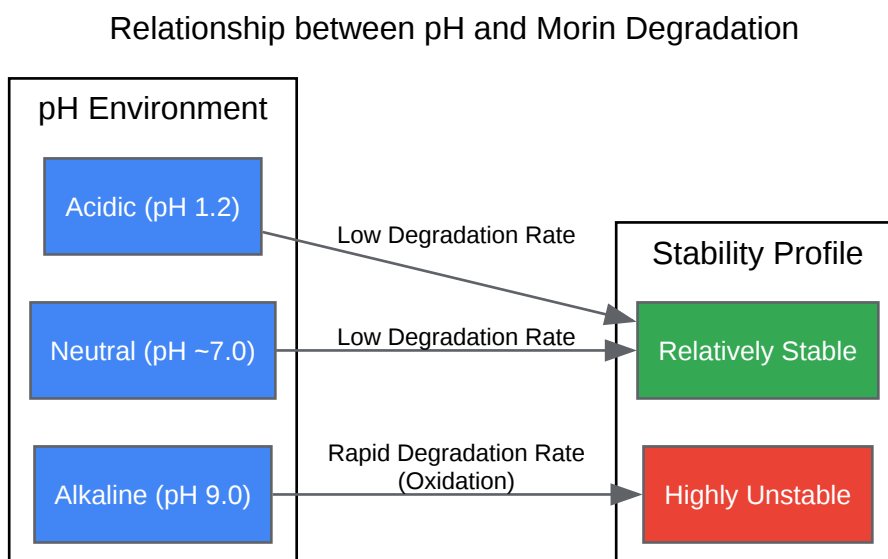 Relationship between pH and Morin Degradation
pH Environment
Acidic (pH 1.2)
Low Degradation Rate
Stability Profile
Neutral (pH ~7.0)
Low Degradation Rate
Relatively Stable
Alkaline (pH 9.0)
Rapid Degradation Rate
(Oxidation)
Highly Unstable